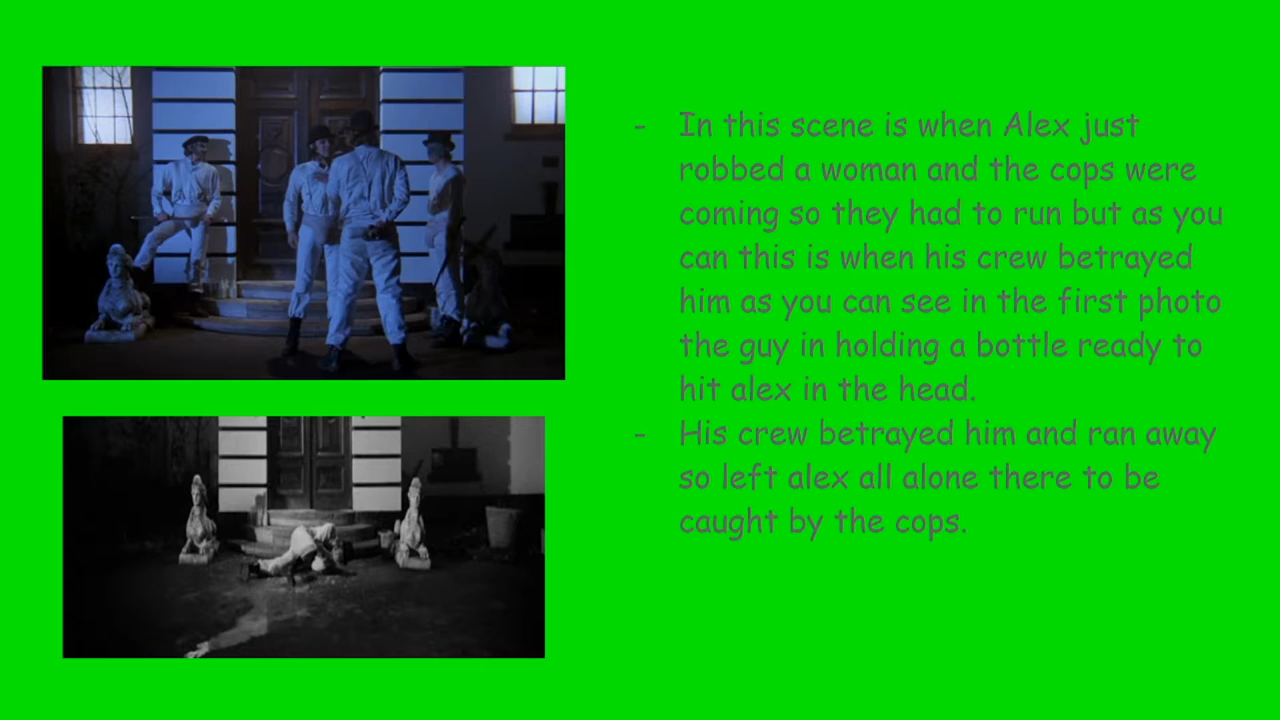 - In this scene is when Alex just
robbed a woman and the cops were
coming so they had to run but as you
can this is when his crew betrayed
him as you can see in the first photo
the guy in holding a bottle ready to
hit alex in the head.
- His crew betrayed him and ran away
so left alex all alone there to be
caught by the cops.